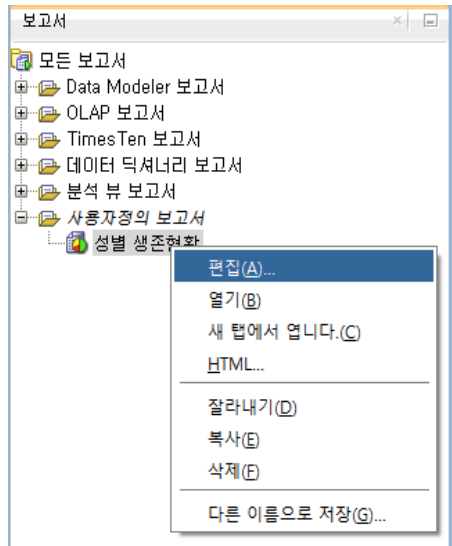 보고서
모든 보고서
Data Modeler 보고서
OLAP 보고서
TimesTen 보고서
데이터 딕셔너리 보고서
분석 뷰 보고서
사용자정의 보고서
성별 생존현황
편집(A)...
열기(B)
새 탭에서 엽니다.(C)
HTML...
잘라내기(D)
복사(E)
삭제(F)
다른 이름으로 저장(G)...